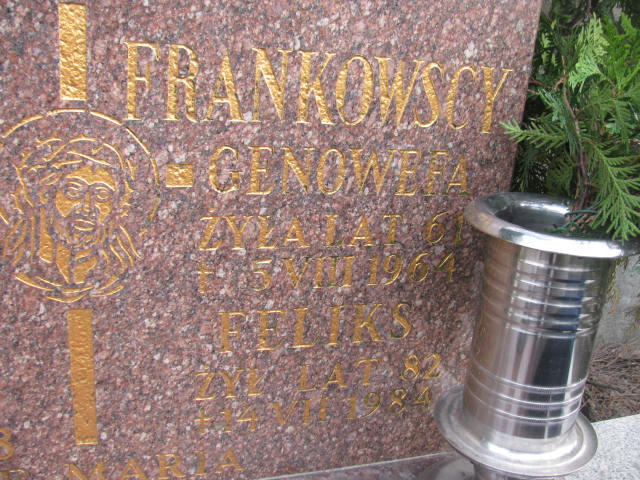 FRANKOWSCY
GENOWEFA
ŻYŁA LAT 61
† 5 VIII 1964
FELIKS
ŻYŁ LAT 82
† 14 VII 1984
MARIA